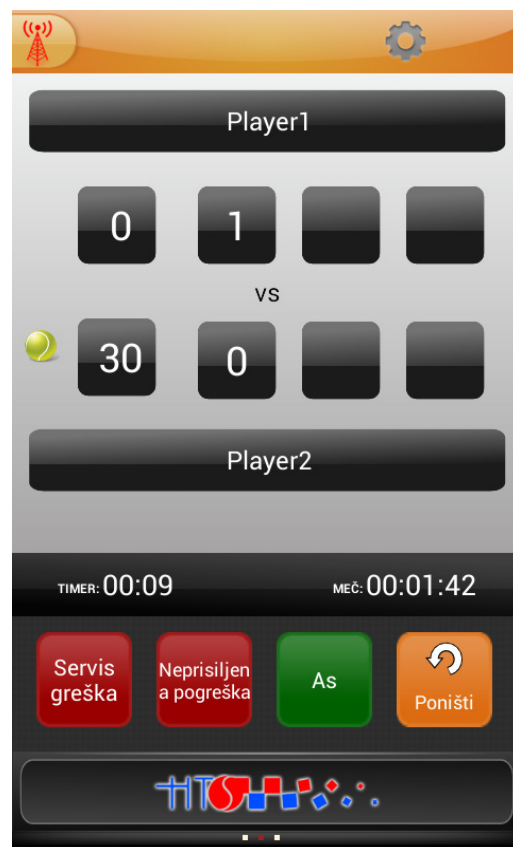 Player1
0 1
vs
30 0
Player2
TIMER: 00:09 MEČ: 00:01:42
Servis
greška
Neprisiljen
a pogreška
As
Poništi
HTS